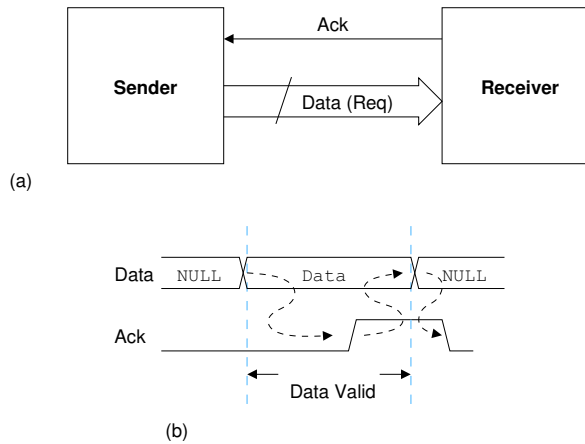 Ack
Sender
Data (Req)
Receiver
(a)
Data
NULL
Data
NULL
Ack
Data Valid
(b)